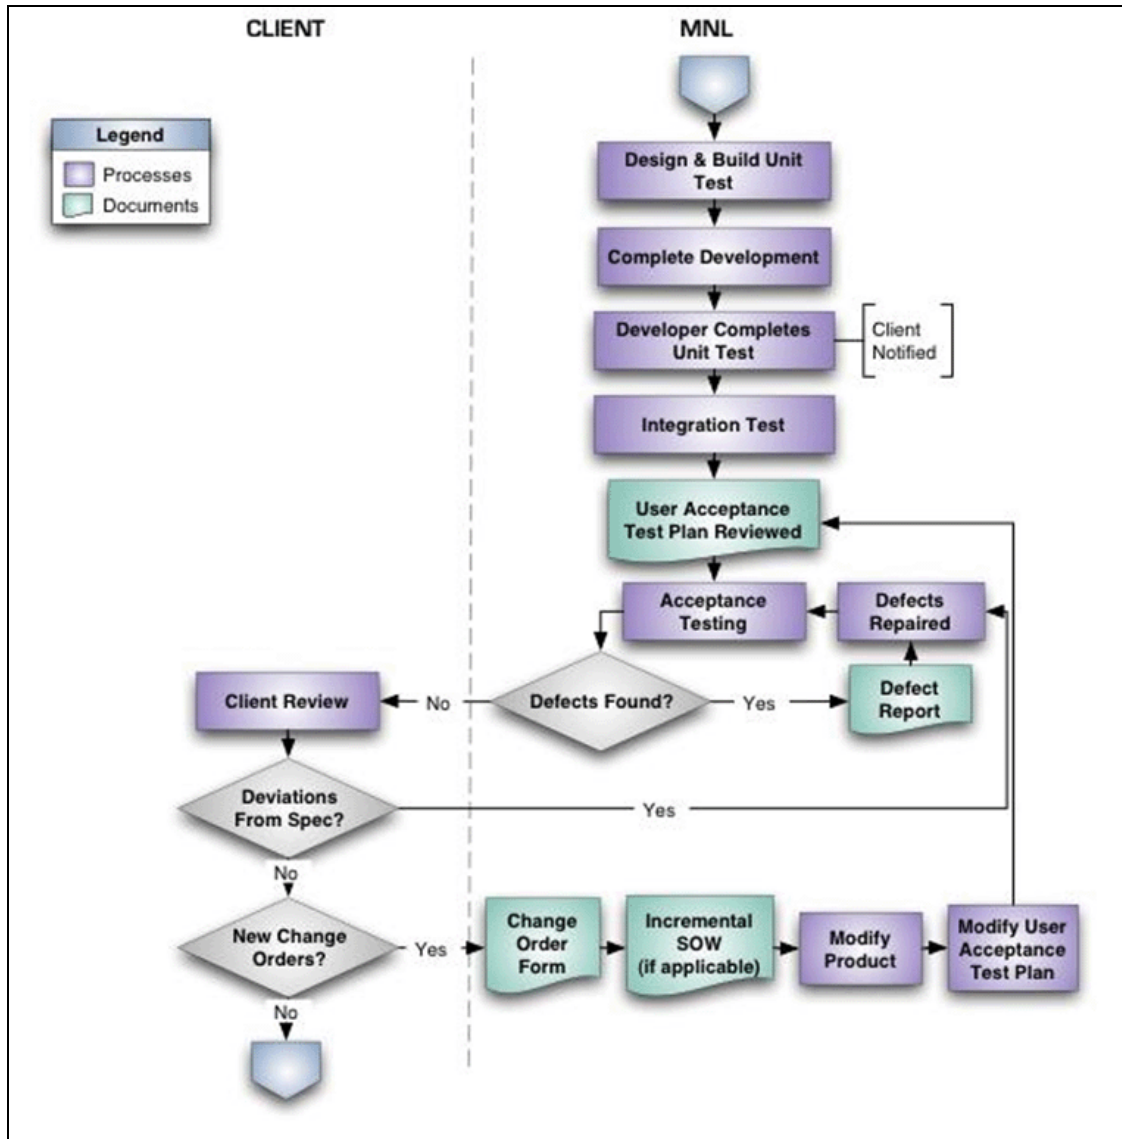 CLIENT
MNL
Legend
Processes
Documents
Design & Build Unit
Test
Complete Development
Developer Completes
Unit Test
Client
Notified
Integration Test
User Acceptance
Test Plan Reviewed
Acceptance
Testing
Defects
Repaired
Client Review
No
Defects Found?
Yes
Defect
Report
Deviations
From Spec?
Yes
No
New Change
Orders?
Yes
Change
Order
Form
Incremental
SOW
(if applicable)
Modify
Product
Modify User
Acceptance
Test Plan
No